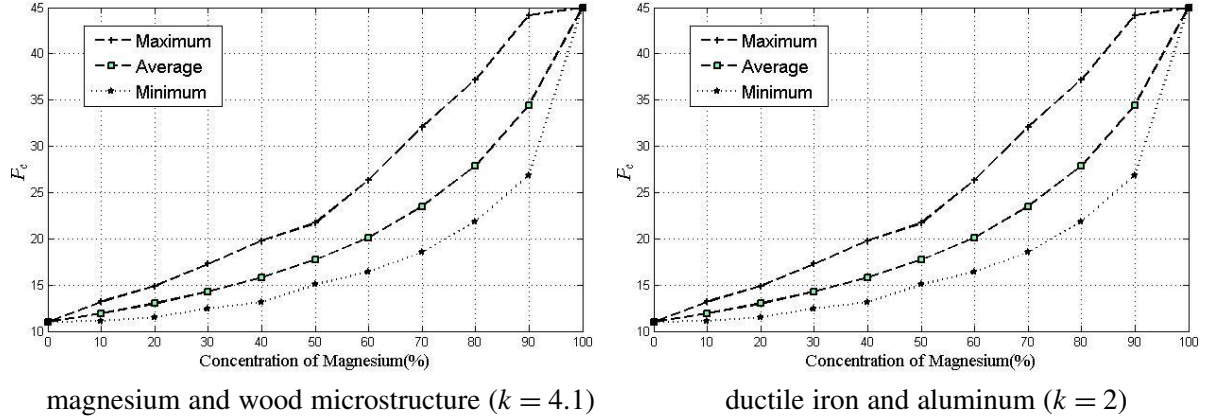 45
40
35
30
25
20
15
10
F_c
Maximum
Average
Minimum
0 10 20 30 40 50 60 70 80 90 100
Concentration of Magnesium(%)
magnesium and wood microstructure (k = 4.1)
45
40
35
30
25
20
15
10
F_c
Maximum
Average
Minimum
0 10 20 30 40 50 60 70 80 90 100
Concentration of Magnesium(%)
ductile iron and aluminum (k = 2)